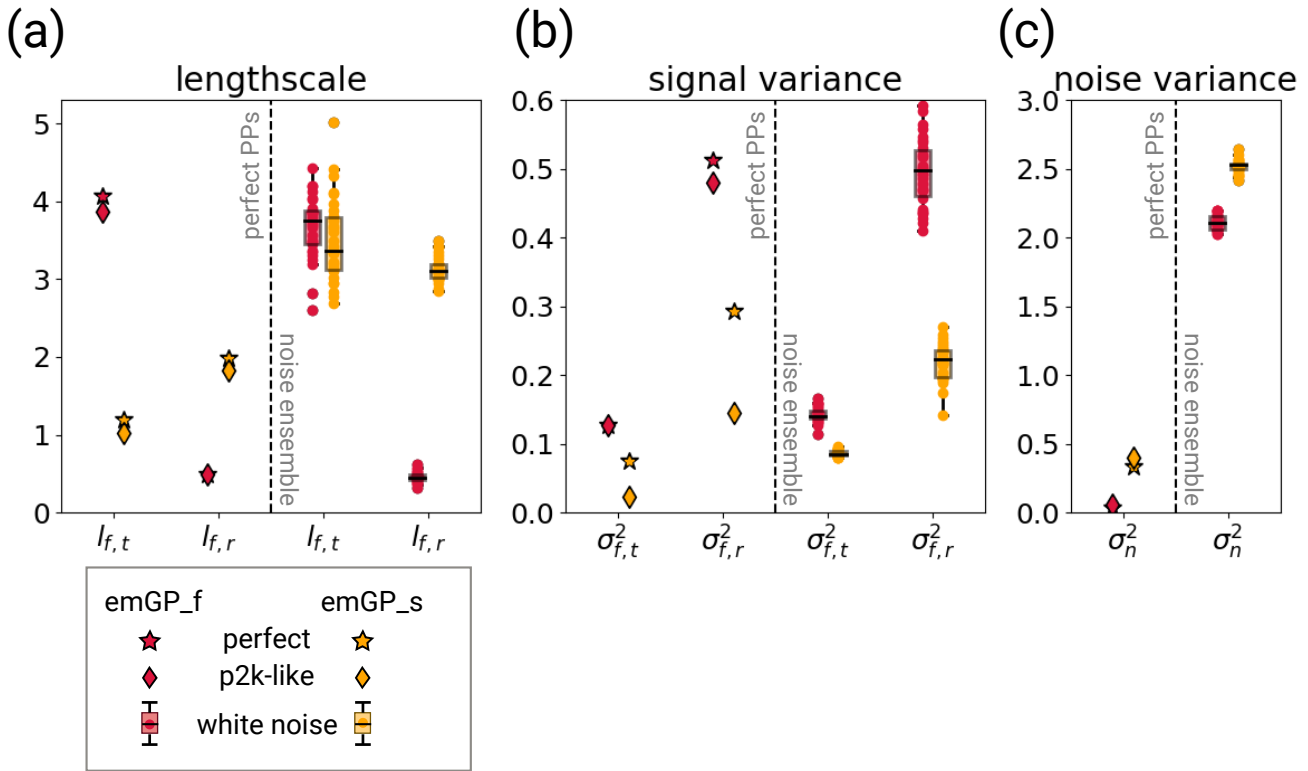 (a)
(b)
(c)
lengthscale
signal variance
noise variance
5
4
3
2
1
0
perfect PPs
noise ensemble
l_{f, t}
l_{f, r}
l_{f, t}
l_{f, r}
0.6
0.5
0.4
0.3
0.2
0.1
0.0
perfect PPs
noise ensemble
σ²_{f, t}
σ²_{f, r}
σ²_{f, t}
σ²_{f, r}
3.0
2.5
2.0
1.5
1.0
0.5
0.0
perfect PPs
noise ensemble
σ²_n
σ²_n
emGP_f
emGP_s
perfect
p2k-like
white noise